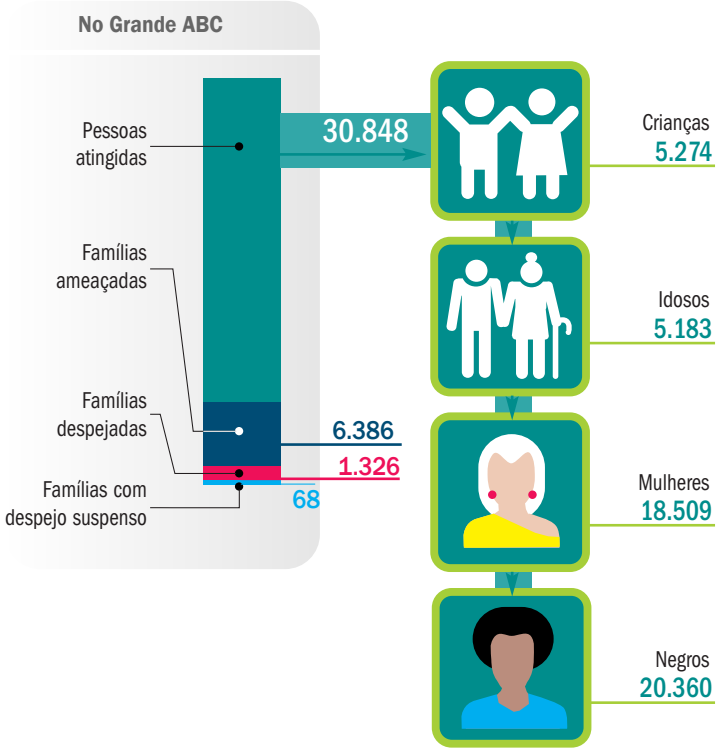 No Grande ABC
Pessoas
atingidas
30.848
Famílias
ameaçadas
6.386
Famílias
despejadas
1.326
Famílias com
despejo suspenso
68
Crianças
5.274
Idosos
5.183
Mulheres
18.509
Negros
20.360